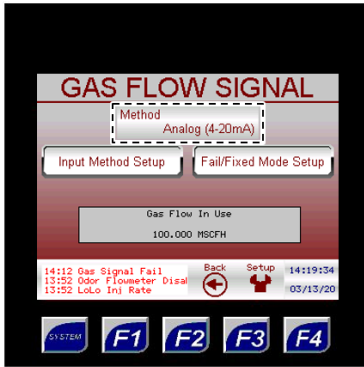 GAS FLOW SIGNAL
Method
Analog (4-20mA)
Input Method Setup
Fail/Fixed Mode Setup
Gas Flow In Use
100.000 MSCFH
14:12 Gas Signal Fail
13:52 Odor Flowmeter Disal
13:52 LoLo Inj Rate
Back
Setup
14:19:34
03/13/20
SYSTEM
F1
F2
F3
F4